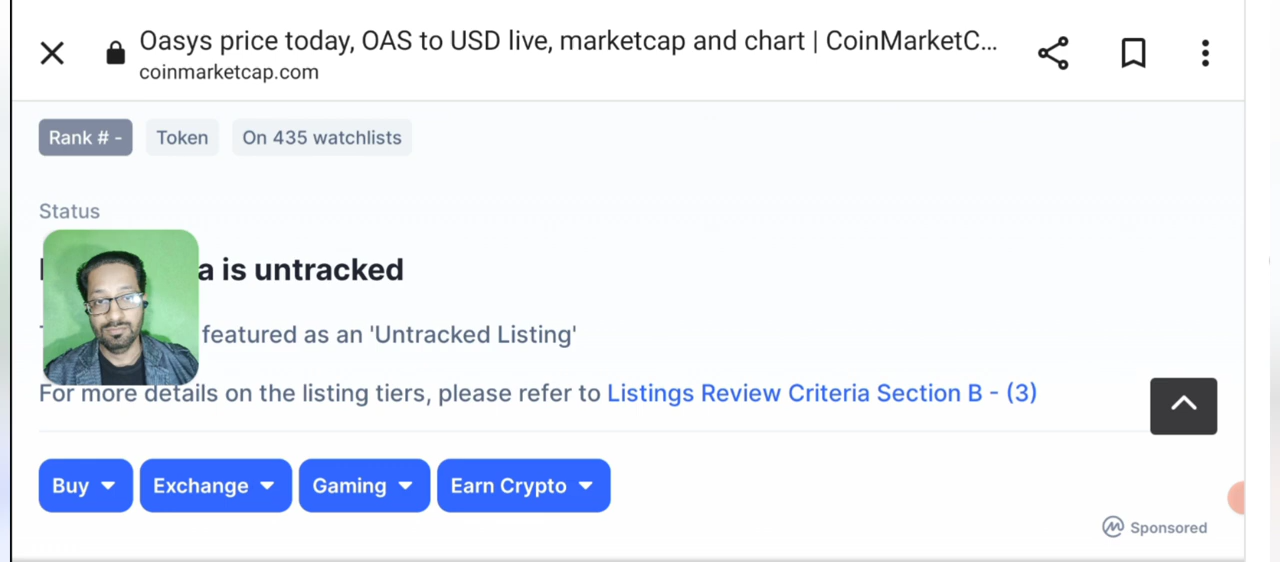 Oasys price today, OAS to USD live, marketcap and chart | CoinMarketC...
coinmarketcap.com
Rank # -
Token
On 435 watchlists
Status
is untracked
featured as an 'Untracked Listing'
For more details on the listing tiers, please refer to Listings Review Criteria Section B - (3)
Buy
Exchange
Gaming
Earn Crypto
Sponsored